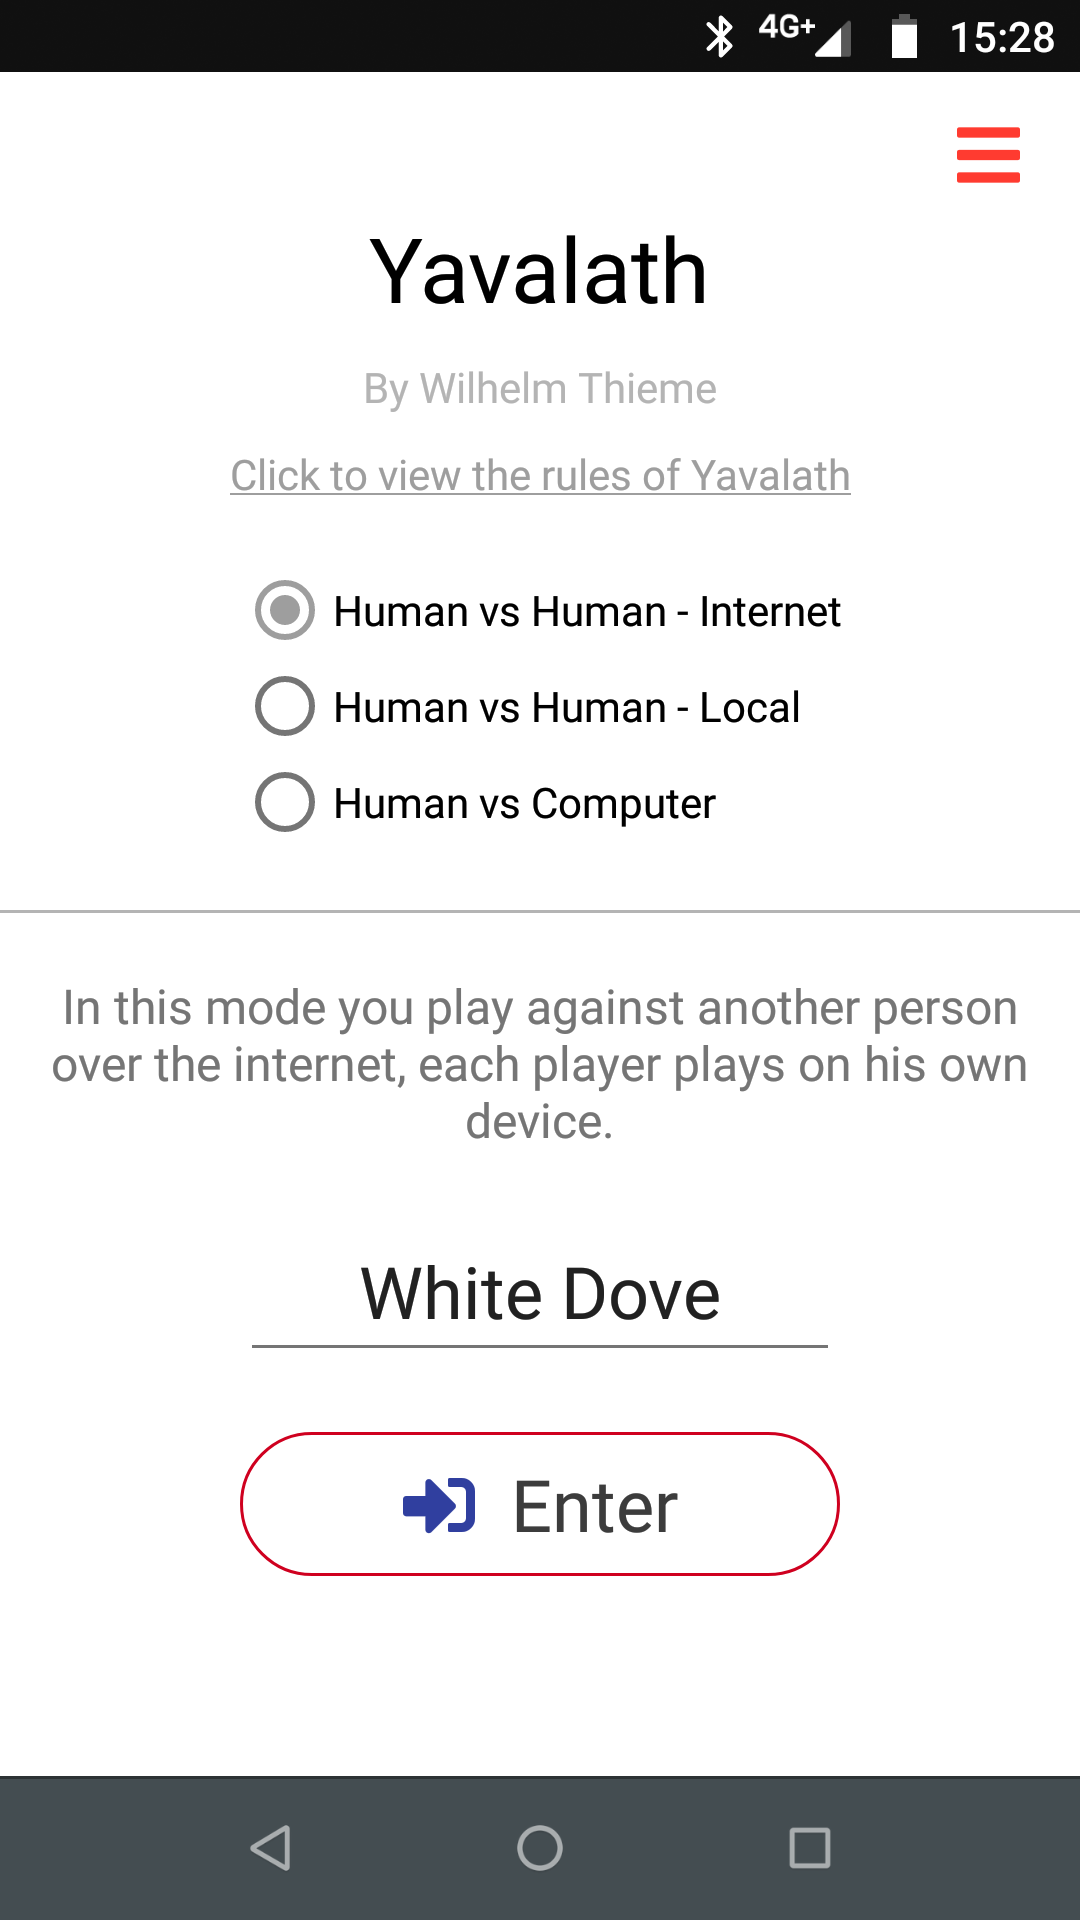 4G+ 15:28
Yavalath
By Wilhelm Thieme
Click to view the rules of Yavalath
Human vs Human - Internet
Human vs Human - Local
Human vs Computer
In this mode you play against another person
over the internet, each player plays on his own
device.
White Dove
Enter